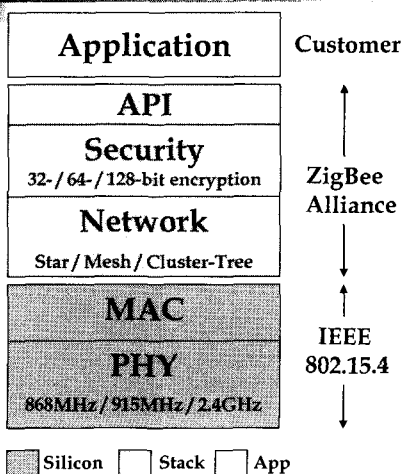 Application
Customer
API
Security
32-/64-/128-bit encryption
Network
Star/Mesh/Cluster-Tree
ZigBee
Alliance
MAC
PHY
868MHz/915MHz/2.4GHz
IEEE
802.15.4
Silicon Stack App